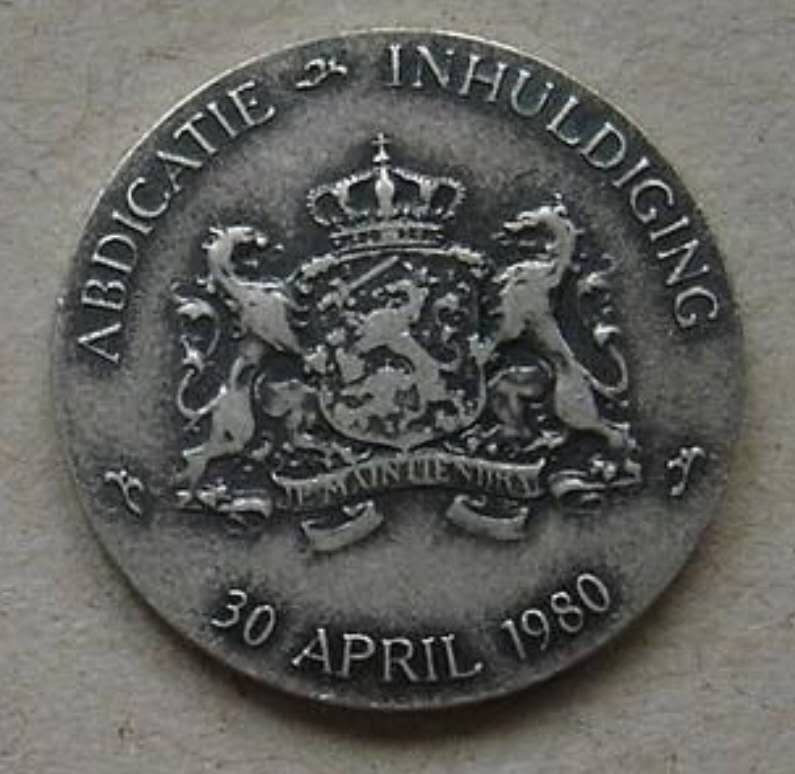 ABDICATIE INHULDIGING
JE MAINTIENDRAI
30 APRIL 1980